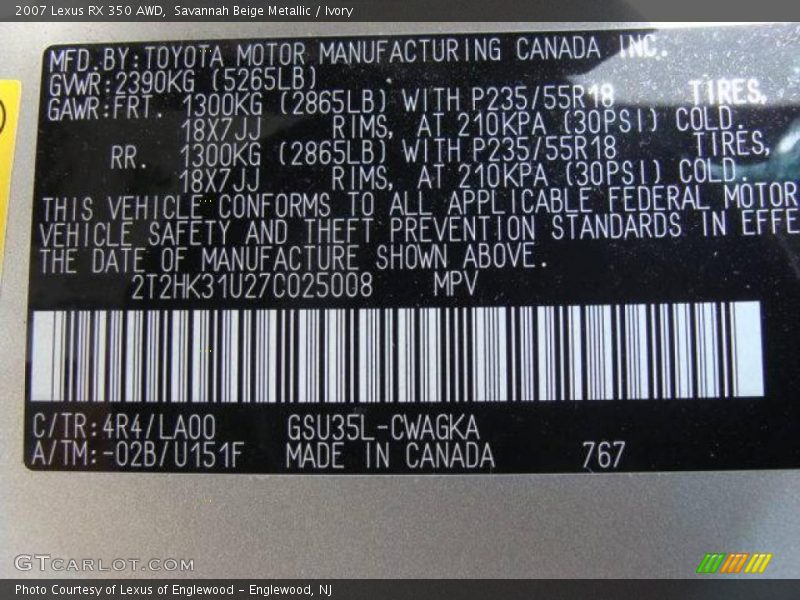 2007 Lexus RX 350 AWD, Savannah Beige Metallic / Ivory
MFD.BY:TOYOTA MOTOR MANUFACTURING CANADA INC.
GVWR:2390KG (5265LB)
GAWR:FRT. 1300KG (2865LB) WITH P235/55R18 TIRES,
18X7JJ RIMS, AT 210KPA (30PSI) COLD.
RR. 1300KG (2865LB) WITH P235/55R18 TIRES,
18X7JJ RIMS, AT 210KPA (30PSI) COLD.
THIS VEHICLE CONFORMS TO ALL APPLICABLE FEDERAL MOTOR
VEHICLE SAFETY AND THEFT PREVENTION STANDARDS IN EFFE
THE DATE OF MANUFACTURE SHOWN ABOVE.
2T2HK31U27C025008 MPV
C/TR:4R4/LA00 GSU35L-CWAGKA
A/TM:-02B/U151F MADE IN CANADA 767
GTCARLOT.COM
Photo Courtesy of Lexus of Englewood - Englewood, NJ